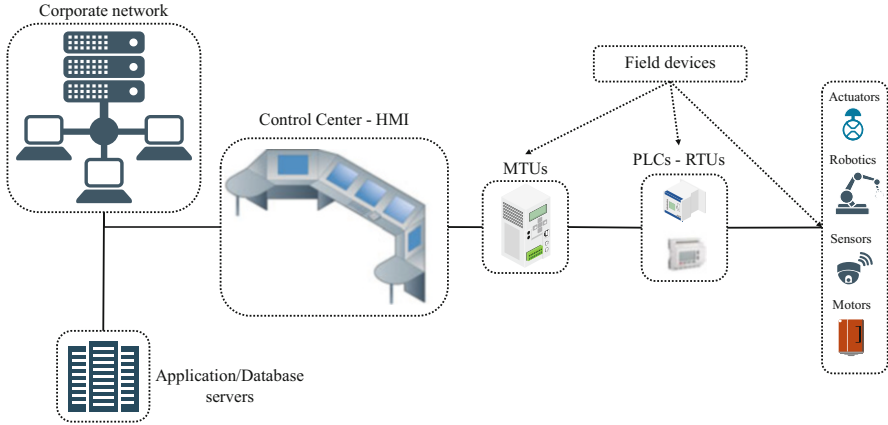 Corporate network
Field devices
Control Center - HMI
MTUs
PLCs - RTUs
Actuators
Robotics
Sensors
Motors
Application/Database
servers